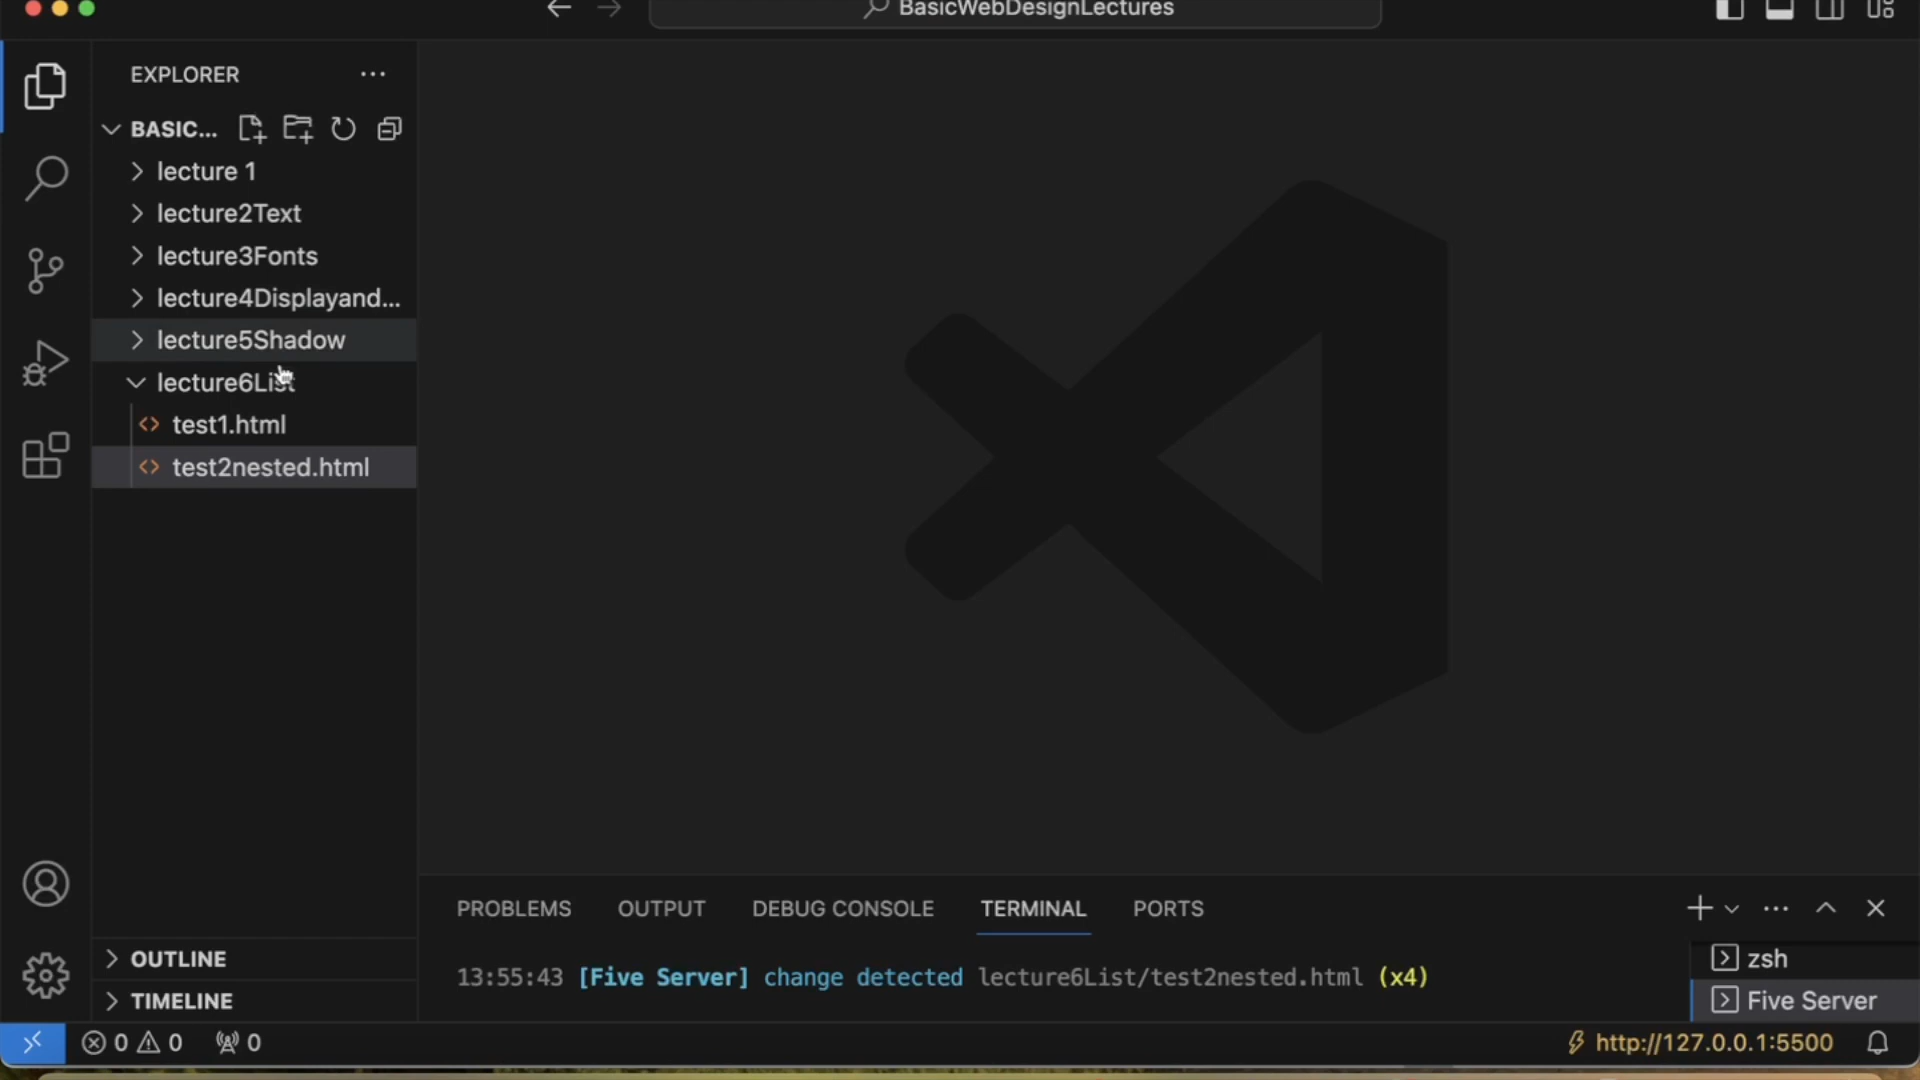 BasicWebDesignLectures
EXPLORER
BASIC...
lecture 1
lecture2Text
lecture3Fonts
lecture4Displayand...
lecture5Shadow
lecture6List
test1.html
test2nested.html
OUTLINE
TIMELINE
PROBLEMS OUTPUT DEBUG CONSOLE TERMINAL PORTS
13:55:43 [Five Server] change detected lecture6List/test2nested.html (x4)
zsh
Five Server
0 0 0 http://127.0.0.1:5500